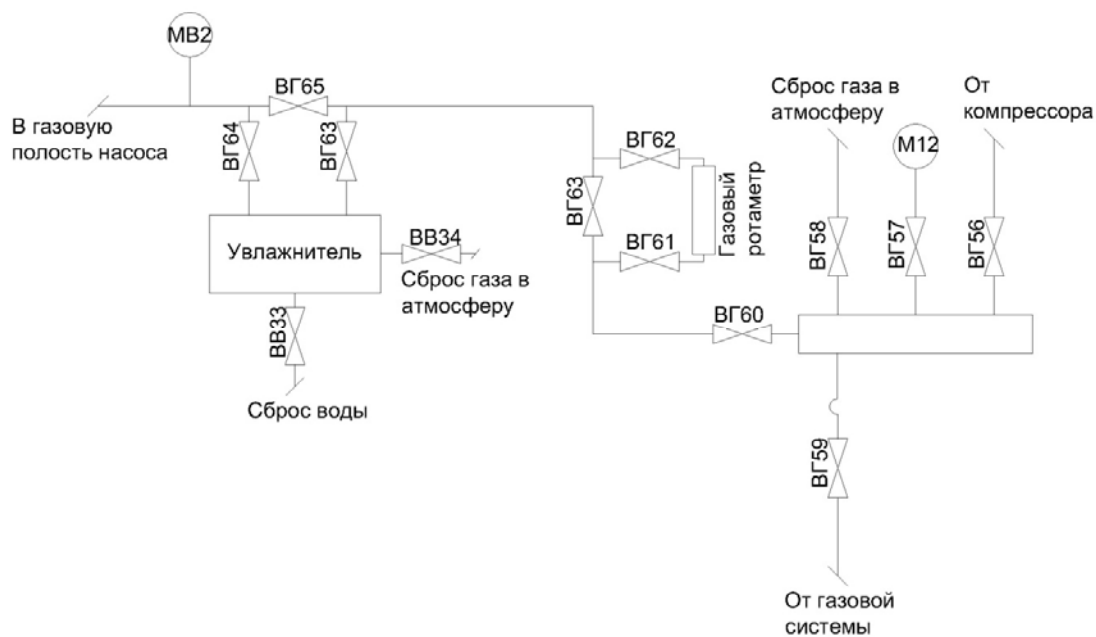 МВ2
ВГ65
В газовую
полость насоса
ВГ64
ВГ63
Увлажнитель
ВВ34
Сброс газа в
атмосферу
ВВ33
Сброс воды
ВГ62
ВГ63
ВГ61
Газовый
ротаметр
ВГ60
Сброс газа в
атмосферу
От
компрессора
М12
ВГ58
ВГ57
ВГ56
ВГ59
От газовой
системы